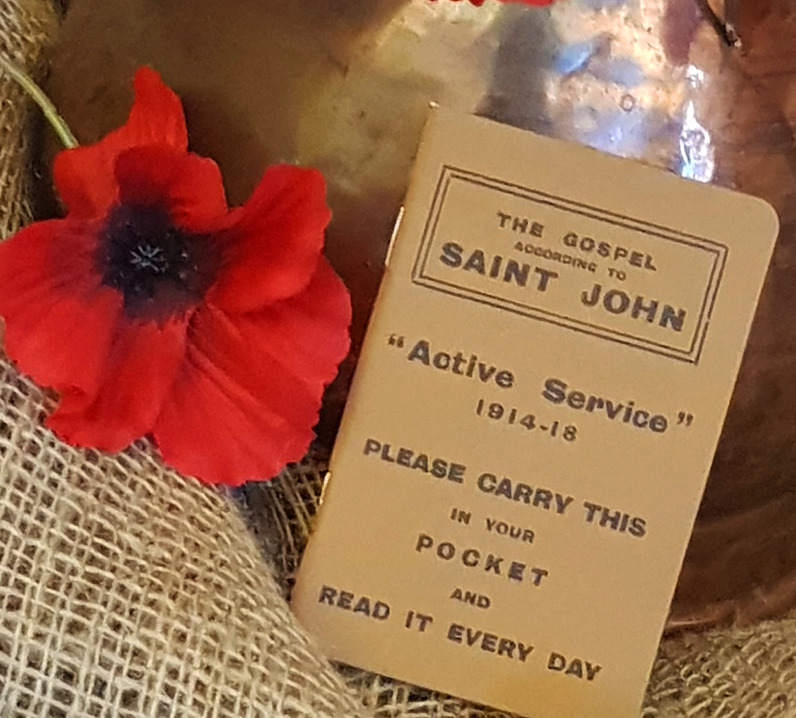 THE GOSPEL
ACCORDING TO
SAINT JOHN
“Active Service”
1914-18
PLEASE CARRY THIS
IN YOUR
POCKET
AND
READ IT EVERY DAY